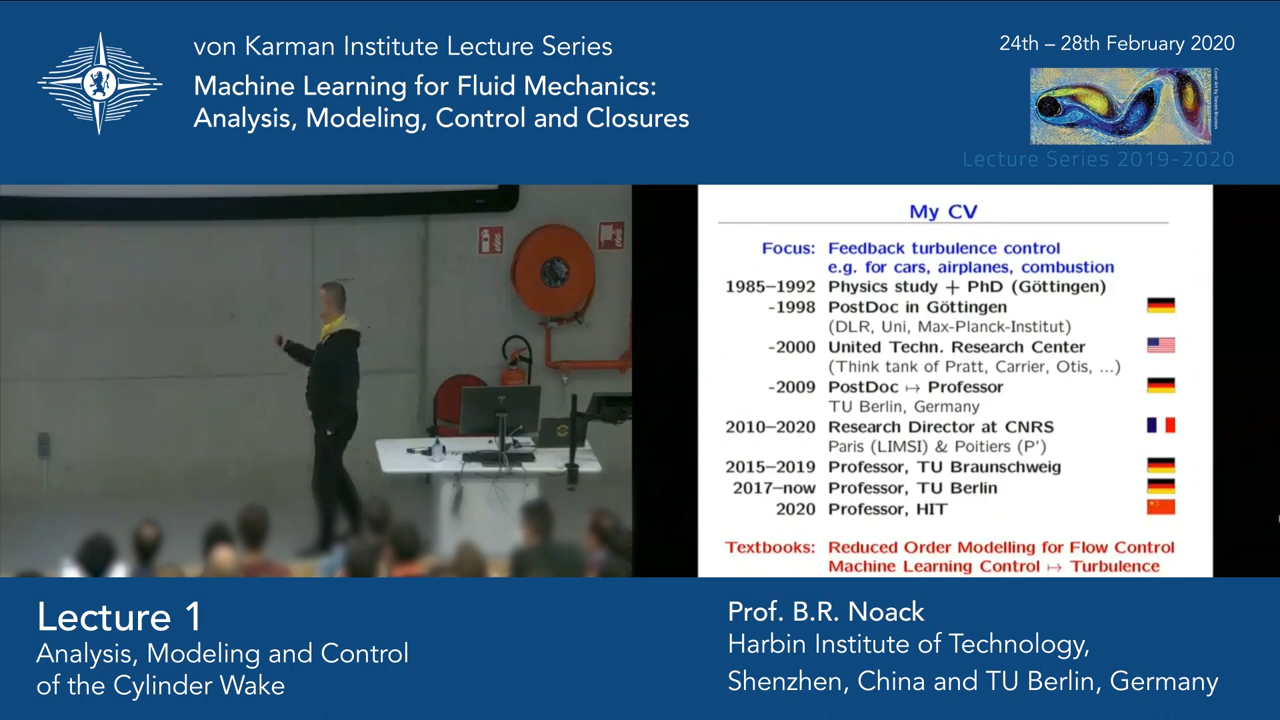 von Karman Institute Lecture Series
Machine Learning for Fluid Mechanics:
Analysis, Modeling, Control and Closures
24th – 28th February 2020
Cover Art by Steven Brunton
Lecture Series 2019-2020
My CV
Focus: Feedback turbulence control
e.g. for cars, airplanes, combustion
1985–1992 Physics study + PhD (Göttingen)
-1998 PostDoc in Göttingen
(DLR, Uni, Max-Planck-Institut)
-2000 United Techn. Research Center
(Think tank of Pratt, Carrier, Otis, ...)
-2009 PostDoc ↦ Professor
TU Berlin, Germany
2010–2020 Research Director at CNRS
Paris (LIMSI) & Poitiers (P')
2015–2019 Professor, TU Braunschweig
2017–now Professor, TU Berlin
2020 Professor, HIT
Textbooks: Reduced Order Modelling for Flow Control
Machine Learning Control ↦ Turbulence
Lecture 1
Analysis, Modeling and Control
of the Cylinder Wake
Prof. B.R. Noack
Harbin Institute of Technology,
Shenzhen, China and TU Berlin, Germany